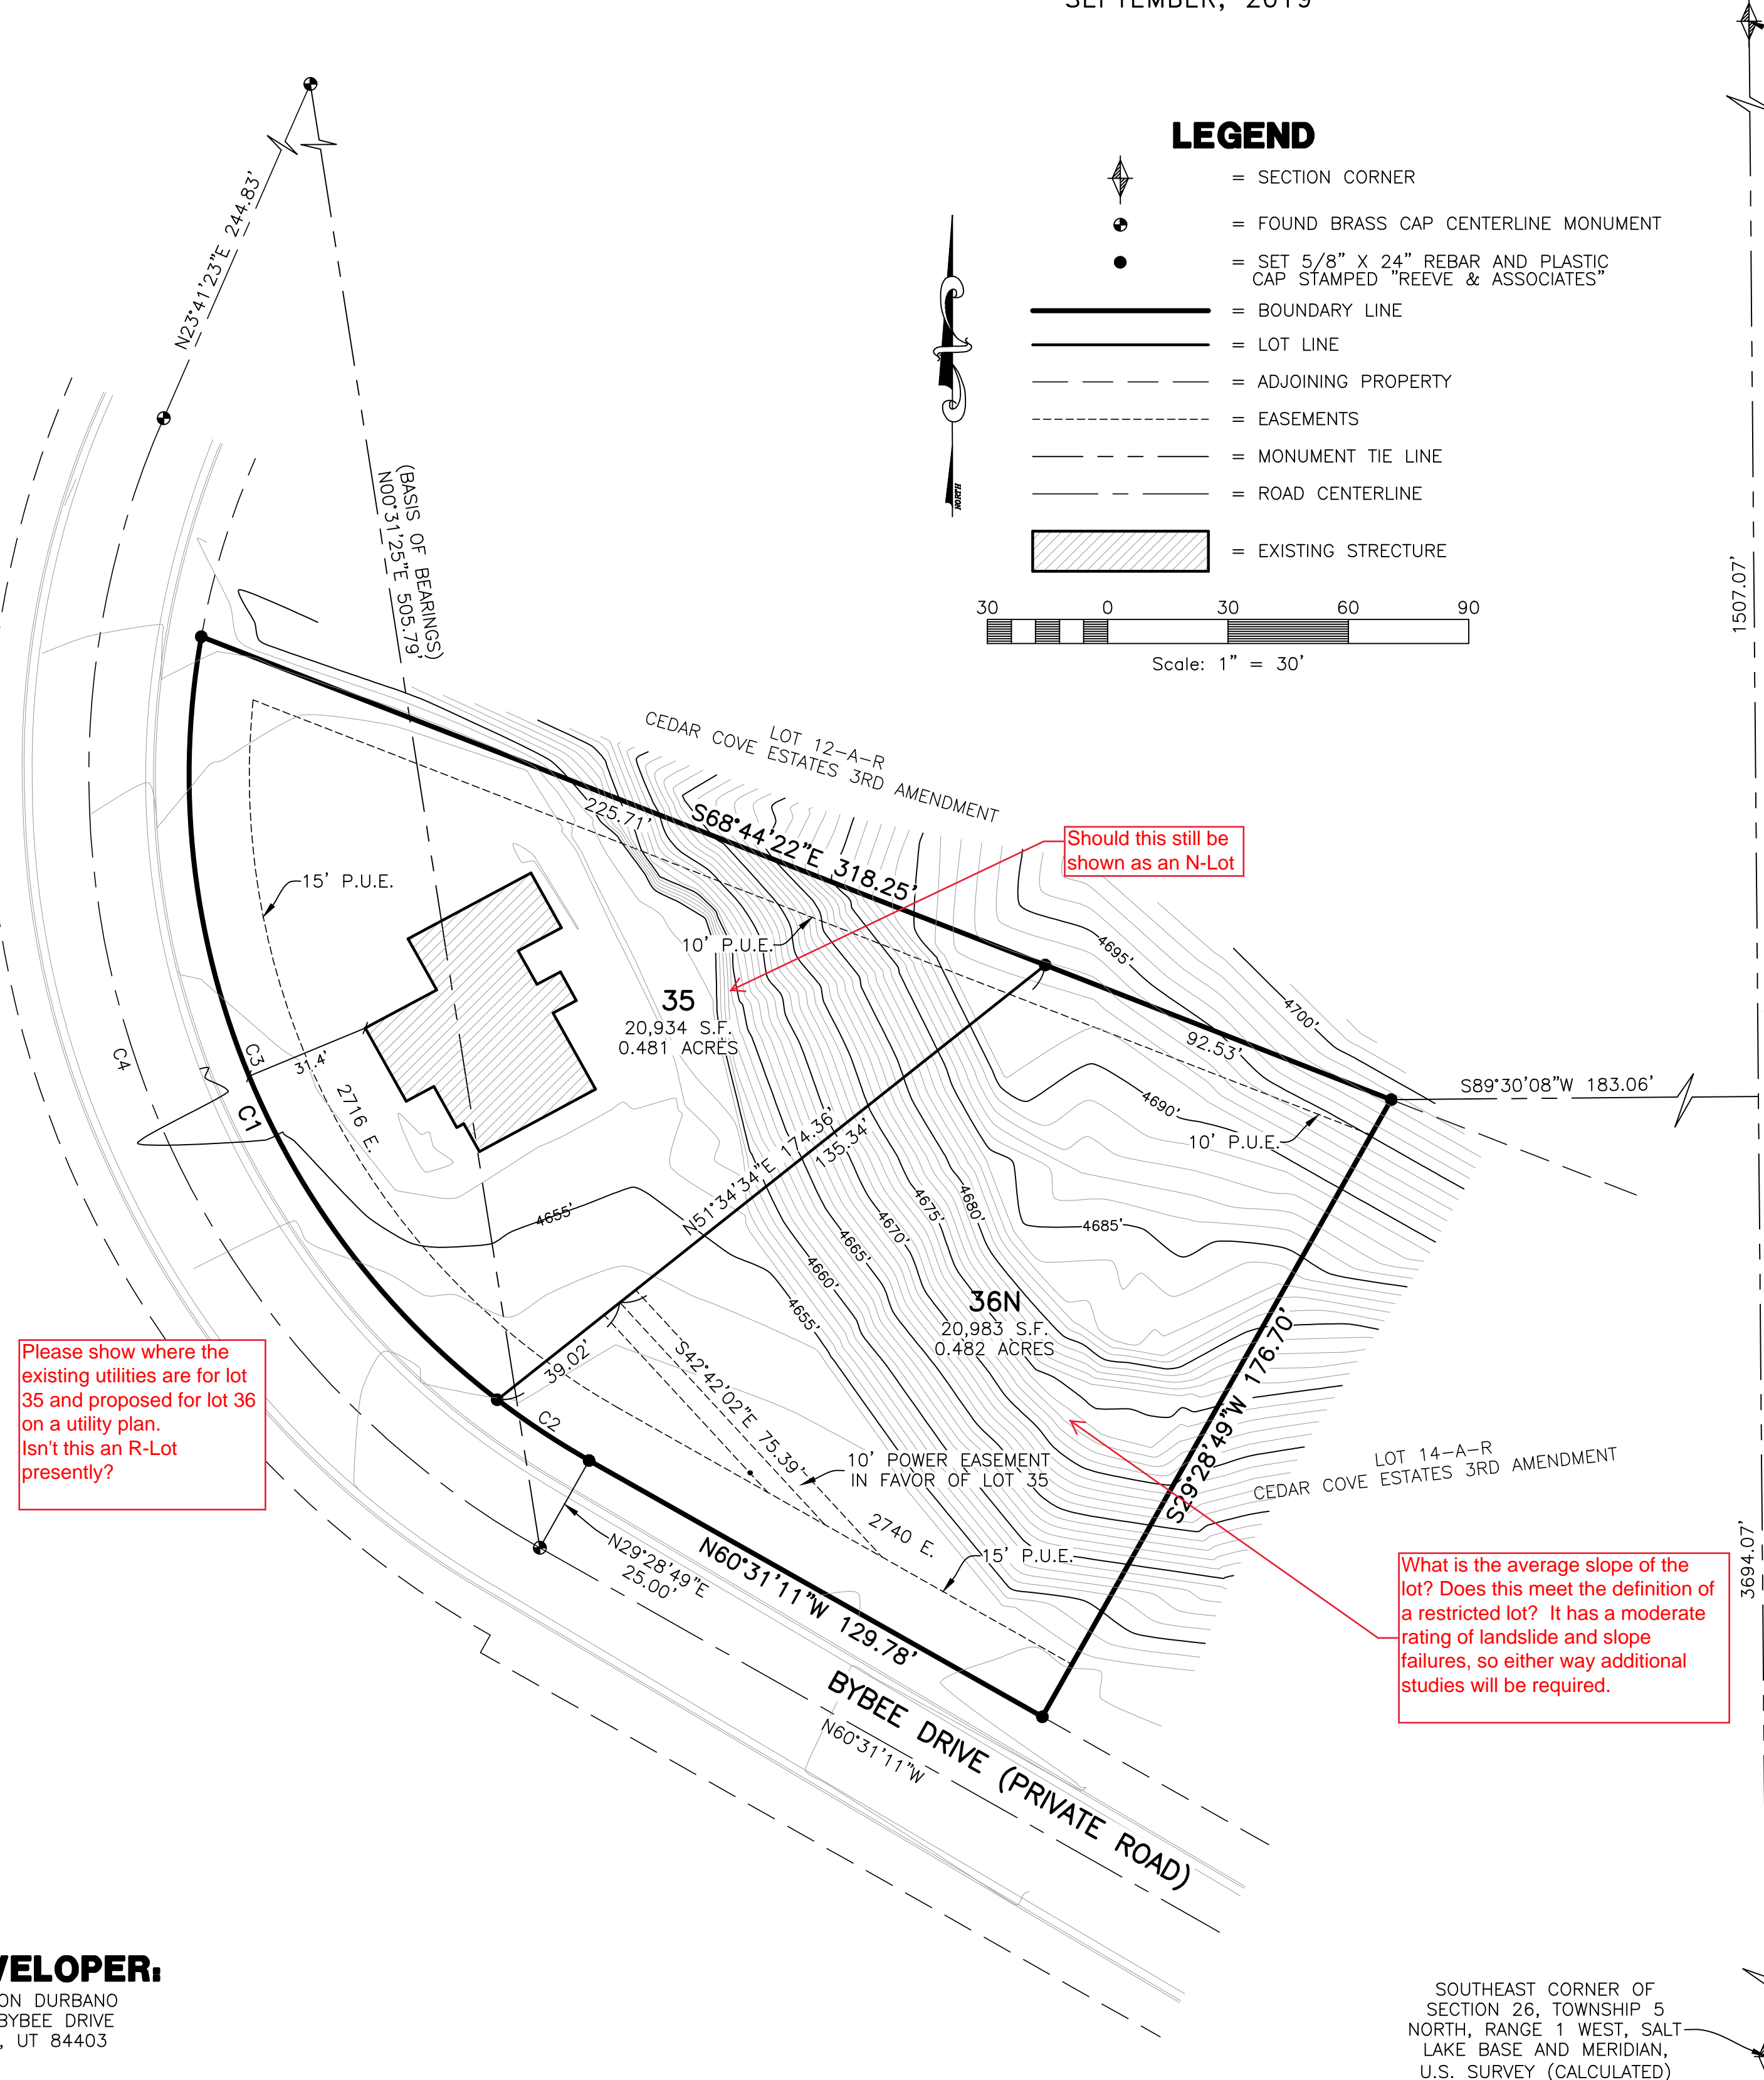 SEPTEMBER, 2019
LEGEND
= SECTION CORNER
= FOUND BRASS CAP CENTERLINE MONUMENT
= SET 5/8" X 24" REBAR AND PLASTIC
CAP STAMPED "REEVE & ASSOCIATES"
= BOUNDARY LINE
= LOT LINE
= ADJOINING PROPERTY
= EASEMENTS
= MONUMENT TIE LINE
= ROAD CENTERLINE
= EXISTING STRECTURE
NORTH
30 0 30 60 90
Scale: 1" = 30'
N23°41'23"E 244.83'
(BASIS OF BEARINGS)
N00°31'25"E 505.79'
1507.07'
LOT 12-A-R
CEDAR COVE ESTATES 3RD AMENDMENT
225.71'
S68°44'22"E 318.25'
Should this still be
shown as an N-Lot
15' P.U.E.
10' P.U.E.
4695'
4700'
92.53'
35
20,934 S.F.
0.481 ACRES
S89°30'08"W 183.06'
C4
C3
31.4'
C1
2716 E.
4690'
10' P.U.E.
N51°34'34"E 174.36'
135.34'
4655'
4675'
4680'
4670'
4665'
4660'
4655'
4685'
36N
20,983 S.F.
0.482 ACRES
S29°28'49"W 176.70'
Please show where the
existing utilities are for lot
35 and proposed for lot 36
on a utility plan.
Isn't this an R-Lot
presently?
39.02'
C2
S42°42'02"E 75.39'
10' POWER EASEMENT
IN FAVOR OF LOT 35
LOT 14-A-R
CEDAR COVE ESTATES 3RD AMENDMENT
2740 E.
15' P.U.E.
N29°28'49"E
25.00'
N60°31'11"W 129.78'
What is the average slope of the
lot? Does this meet the definition of
a restricted lot? It has a moderate
rating of landslide and slope
failures, so either way additional
studies will be required.
3694.07'
BYBEE DRIVE (PRIVATE ROAD)
N60°31'11"W
VELOPER:
ON DURBANO
BYBEE DRIVE
, UT 84403
SOUTHEAST CORNER OF
SECTION 26, TOWNSHIP 5
NORTH, RANGE 1 WEST, SALT
LAKE BASE AND MERIDIAN,
U.S. SURVEY (CALCULATED)